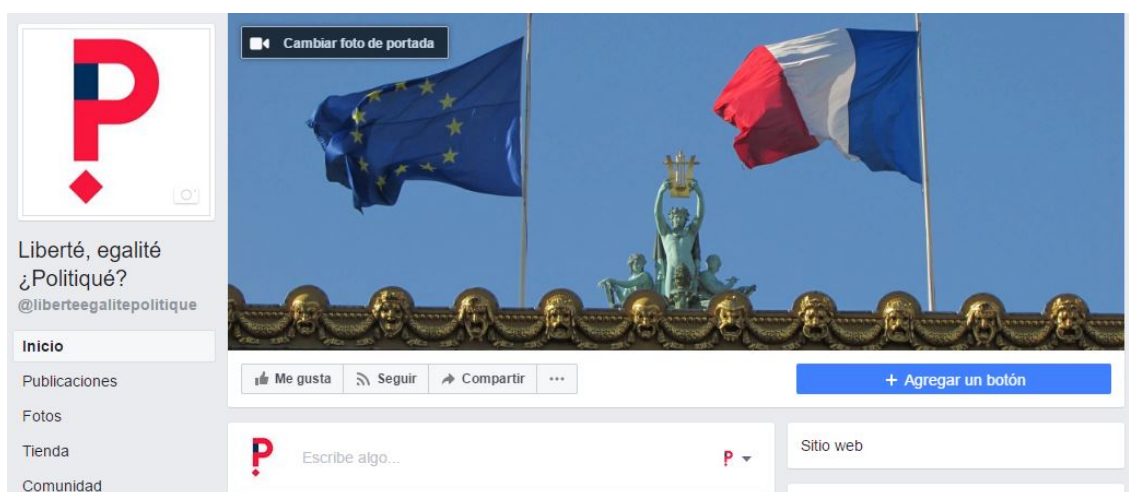 Cambiar foto de portada
Liberté, egalité
¿Politiqué?
@liberteegalitepolitique
Inicio
Publicaciones
Fotos
Tienda
Comunidad
Me gusta
Seguir
Compartir
...
+ Agregar un botón
Escribe algo...
Sitio web